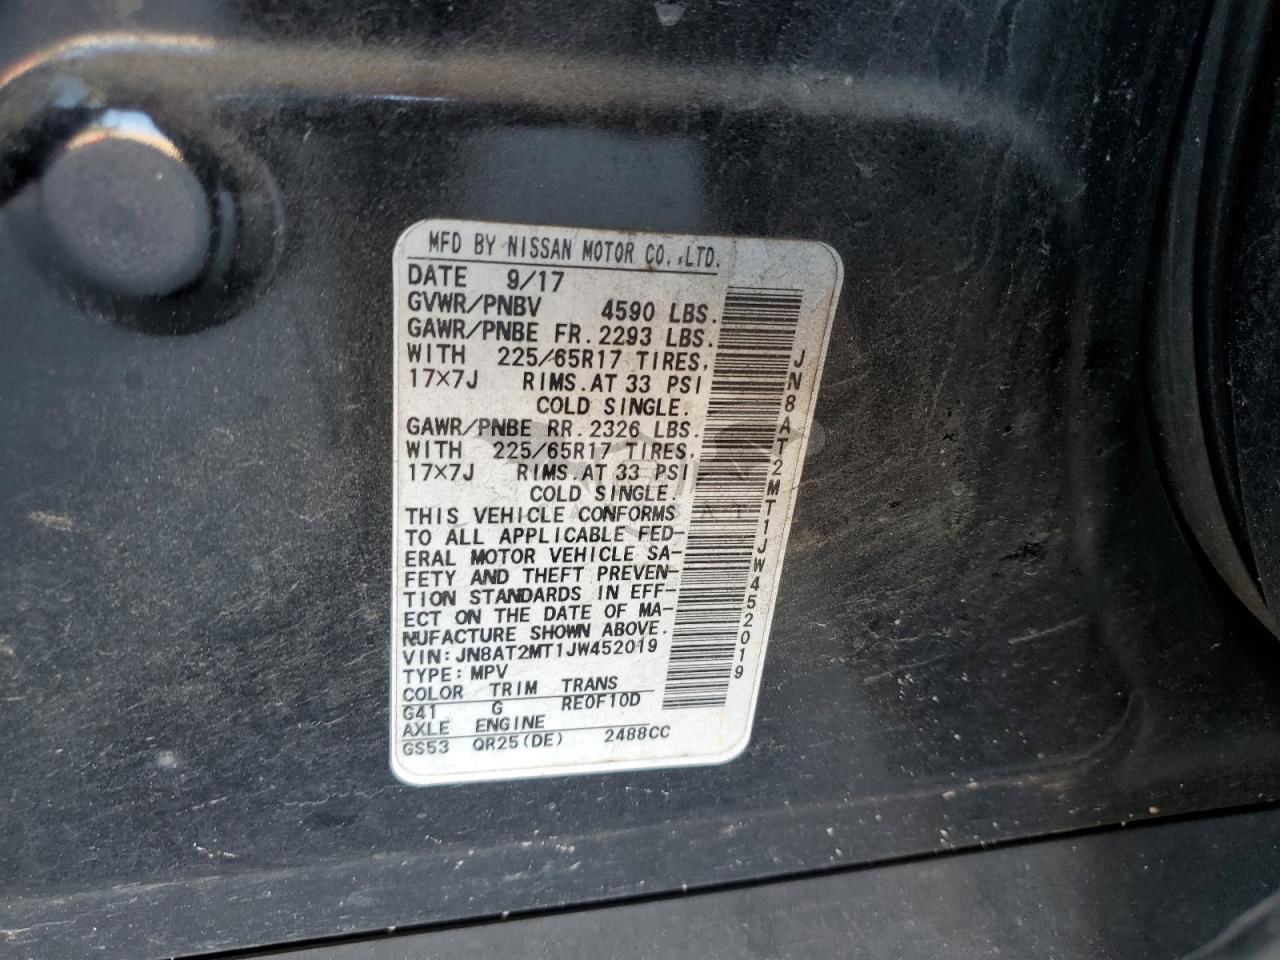 MFD BY NISSAN MOTOR CO.,LTD.
DATE 9/17
GVWR/PNBV 4590 LBS.
GAWR/PNBE FR. 2293 LBS.
WITH 225/65R17 TIRES,
17×7J RIMS.AT 33 PSI
COLD SINGLE.
GAWR/PNBE RR. 2326 LBS.
WITH 225/65R17 TIRES,
17×7J RIMS.AT 33 PSI
COLD SINGLE.
THIS VEHICLE CONFORMS
TO ALL APPLICABLE FED-
ERAL MOTOR VEHICLE SA-
FETY AND THEFT PREVEN-
TION STANDARDS IN EFF-
ECT ON THE DATE OF MA-
NUFACTURE SHOWN ABOVE.
VIN:JN8AT2MT1JW452019
TYPE:MPV
COLOR TRIM TRANS
G41 G RE0F10D
AXLE ENGINE
GS53 QR25(DE) 2488CC
JN8AT2MT1JW452019